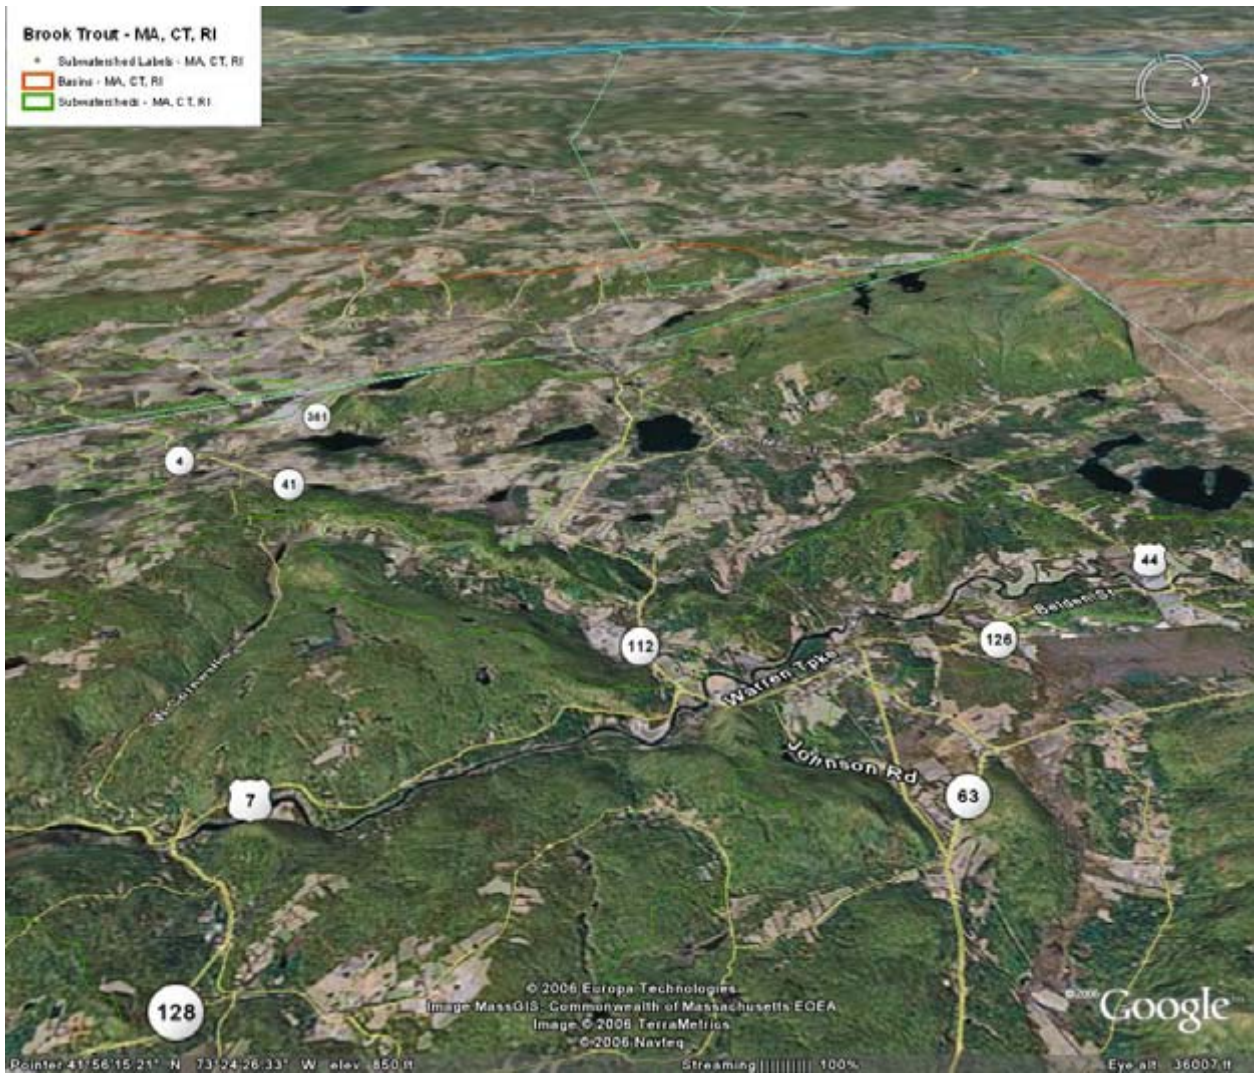 Brook Trout - MA, CT, RI
Subwatershed Labels - MA, CT, RI
Basins - MA, CT, RI
Subwatersheds - MA, CT, RI
361
4
41
44
Belden St
126
112
Warren Tpke
Johnson Rd
7
63
128
© 2006 Europa Technologies
Image MassGIS, Commonwealth of Massachusetts EOEA
Image © 2006 TerraMetrics
© 2006 Navteq
© 2006 Google
Pointer 41°56'15.21" N 73°24'26.33" W elev 850 ft Streaming |||||||||| 100% Eye alt 36007 ft